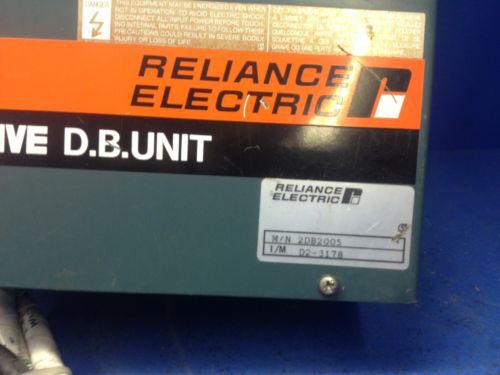 DANGER
THIS EQUIPMENT MAY BE ENERGIZED EVEN WHEN
NOT IN OPERATION. TO AVOID ELECTRIC SHOCK,
DISCONNECT ALL INPUT POWER BEFORE TOUCH-
ING INTERNAL PARTS. FAILURE TO FOLLOW THESE
PRECAUTIONS COULD RESULT IN SEVERE BODILY
INJURY OR LOSS OF LIFE.
RELIANCE
ELECTRIC
IVE D.B.UNIT
RELIANCE
ELECTRIC
M/N 2DB2005
I/M D2-3178